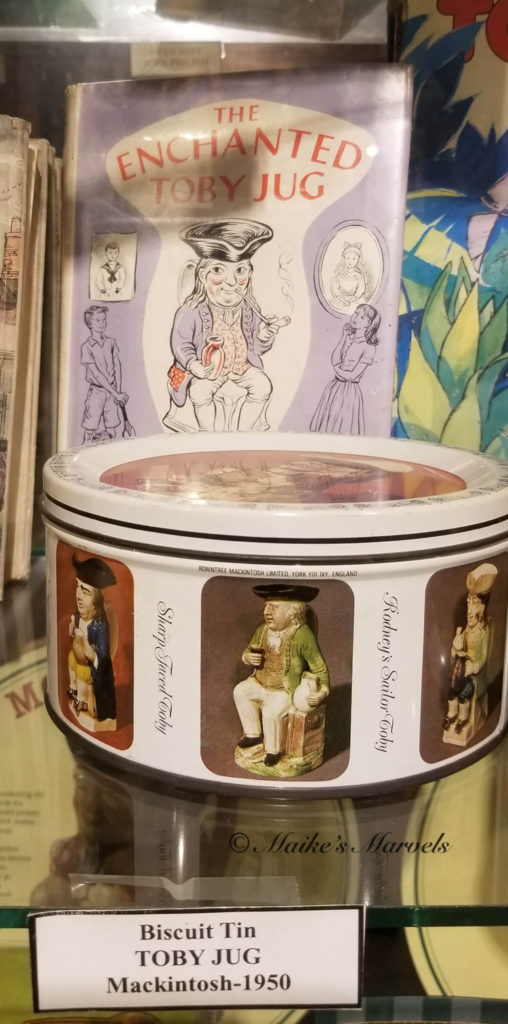 THE
ENCHANTED
TOBY JUG
ROWNTREE MACKINTOSH LIMITED, YORK YO1 1XY, ENGLAND
Sharp Faced Toby
Rodney's Sailor Toby
© Maike's Marvels
Biscuit Tin
TOBY JUG
Mackintosh-1950